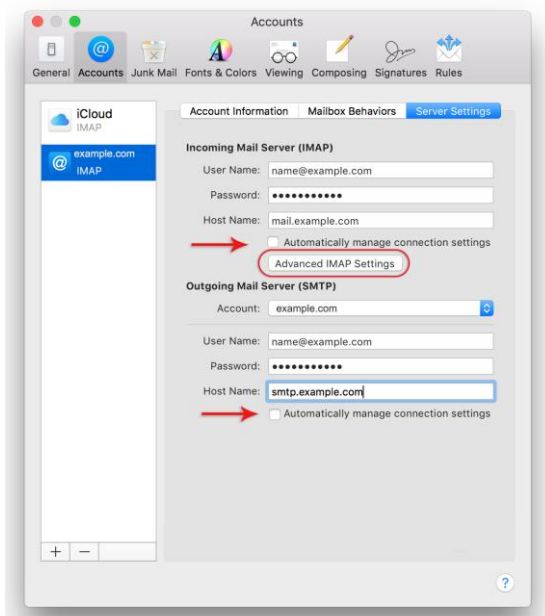 Accounts
General Accounts Junk Mail Fonts & Colors Viewing Composing Signatures Rules
iCloud
IMAP
example.com
IMAP
Account Information Mailbox Behaviors Server Settings
Incoming Mail Server (IMAP)
User Name: name@example.com
Password: •••••••••••
Host Name: mail.example.com
Automatically manage connection settings
Advanced IMAP Settings
Outgoing Mail Server (SMTP)
Account: example.com
User Name: name@example.com
Password: •••••••••••
Host Name: smtp.example.com
Automatically manage connection settings
+ −
?